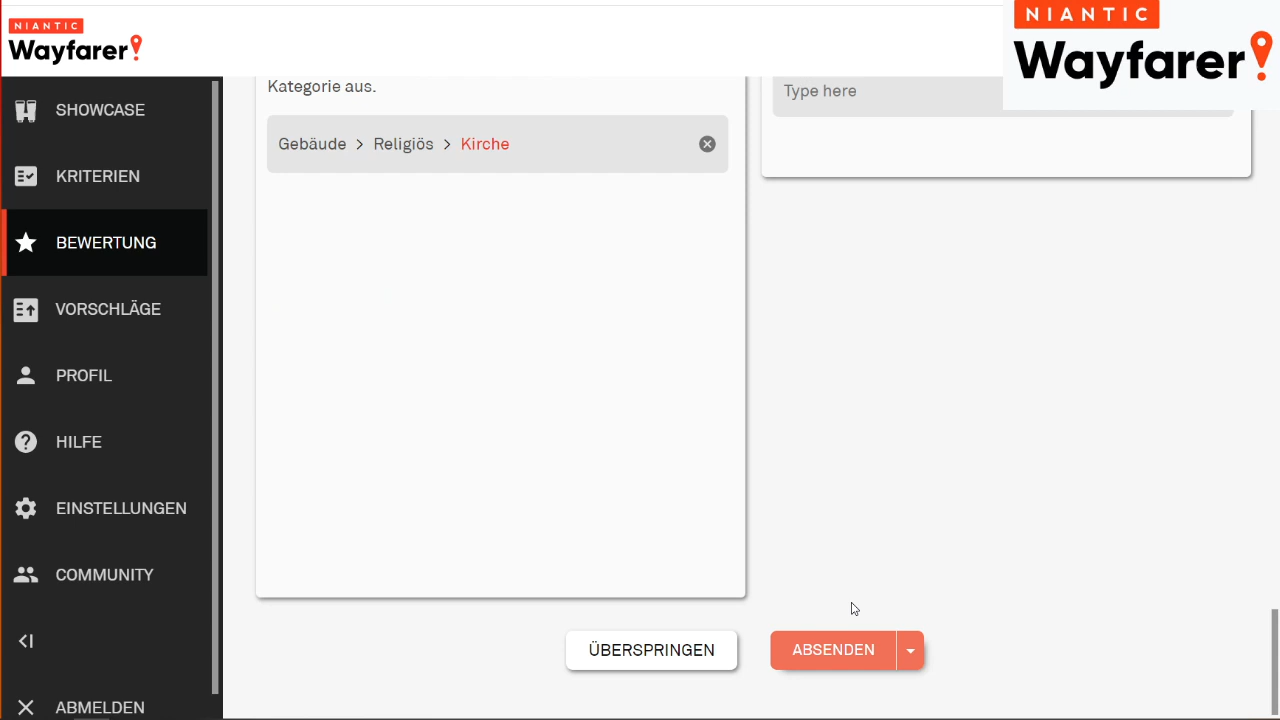 NIANTIC
Wayfarer
NIANTIC
Wayfarer
SHOWCASE
KRITERIEN
BEWERTUNG
VORSCHLÄGE
PROFIL
HILFE
EINSTELLUNGEN
COMMUNITY
ABMELDEN
Kategorie aus.
Gebäude > Religiös > Kirche
Type here
ÜBERSPRINGEN
ABSENDEN